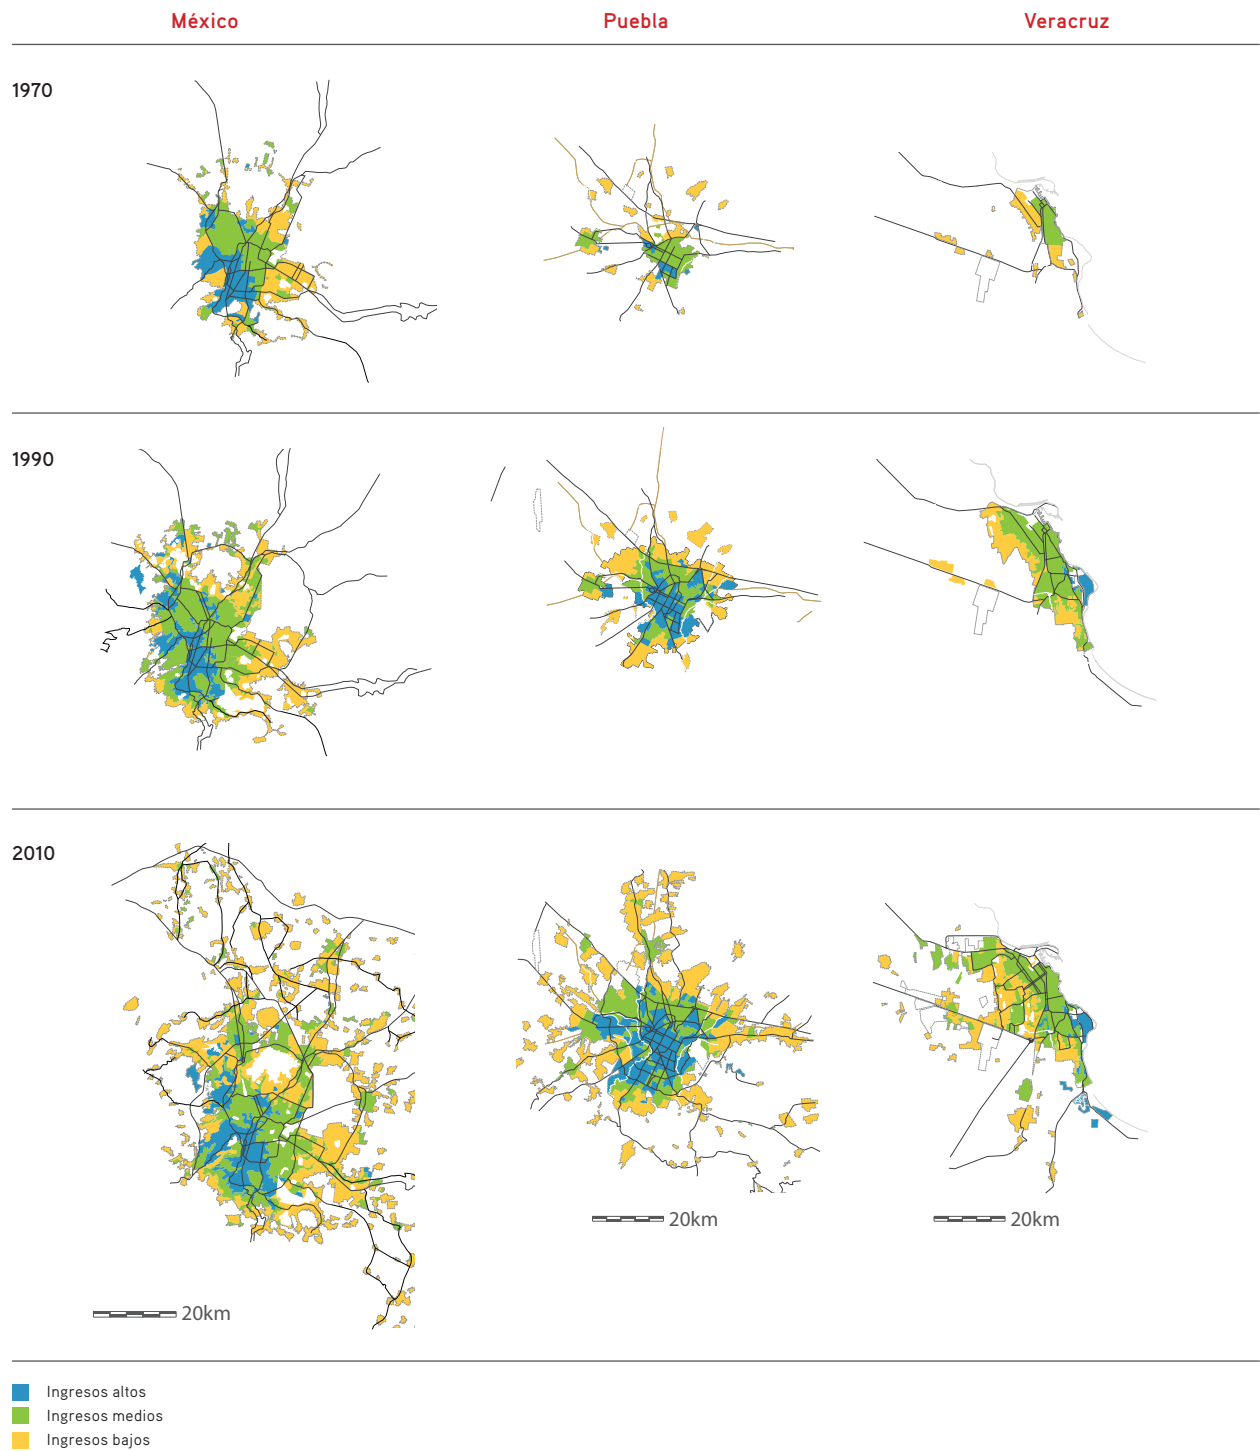 México Puebla Veracruz
1970
1990
2010
20km 20km
20km
Ingresos altos
Ingresos medios
Ingresos bajos